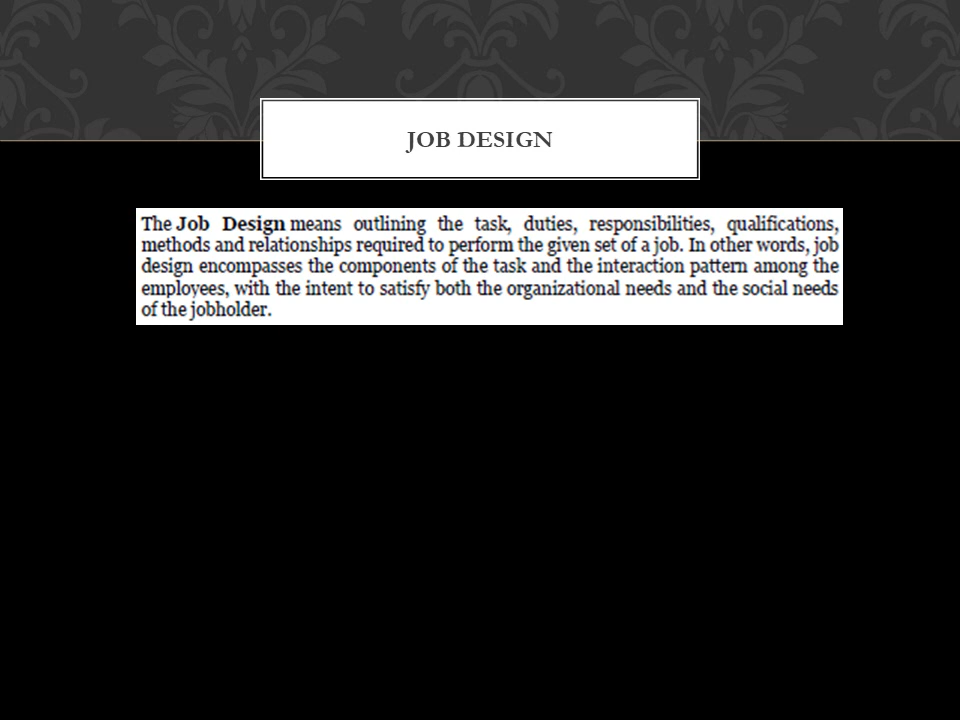 JOB DESIGN
The Job Design means outlining the task, duties, responsibilities, qualifications,
methods and relationships required to perform the given set of a job. In other words, job
design encompasses the components of the task and the interaction pattern among the
employees, with the intent to satisfy both the organizational needs and the social needs
of the jobholder.